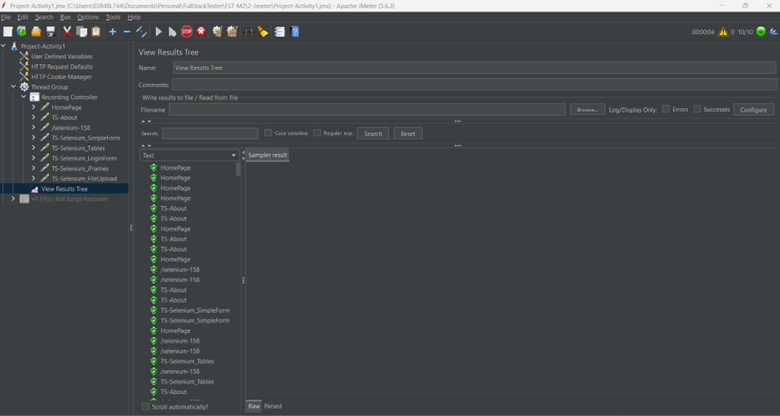 Project-Activity1.jmx (C:\Users\03848L744\Documents\Personal\FullStackTester\FST-M2\2-Jmeter\Project-Activity1.jmx) - Apache JMeter (5.6.3)
File Edit Search Run Options Tools Help
00:00:04 0 10/10
Project-Activity1
User Defined Variables
HTTP Request Defaults
HTTP Cookie Manager
Thread Group
Recording Controller
HomePage
TS-About
/selenium-158
TS-Selenium_SimpleForm
TS-Selenium_Tables
TS-Selenium_LoginForm
TS-Selenium_iFrames
TS-Selenium_FileUpload
View Results Tree
HTTP(S) Test Script Recorder
View Results Tree
Name: View Results Tree
Comments:
Write results to file / Read from file
Filename Browse... Log/Display Only: Errors Successes Configure
Search: Case sensitive Regular exp. Search Reset
Text
Sampler result
HomePage
HomePage
HomePage
HomePage
TS-About
TS-About
HomePage
TS-About
TS-About
HomePage
/selenium-158
/selenium-158
TS-About
TS-About
TS-Selenium_SimpleForm
TS-Selenium_SimpleForm
HomePage
/selenium-158
/selenium-158
TS-Selenium_Tables
/selenium-158
TS-Selenium_Tables
TS-About
Scroll automatically?
Raw Parsed